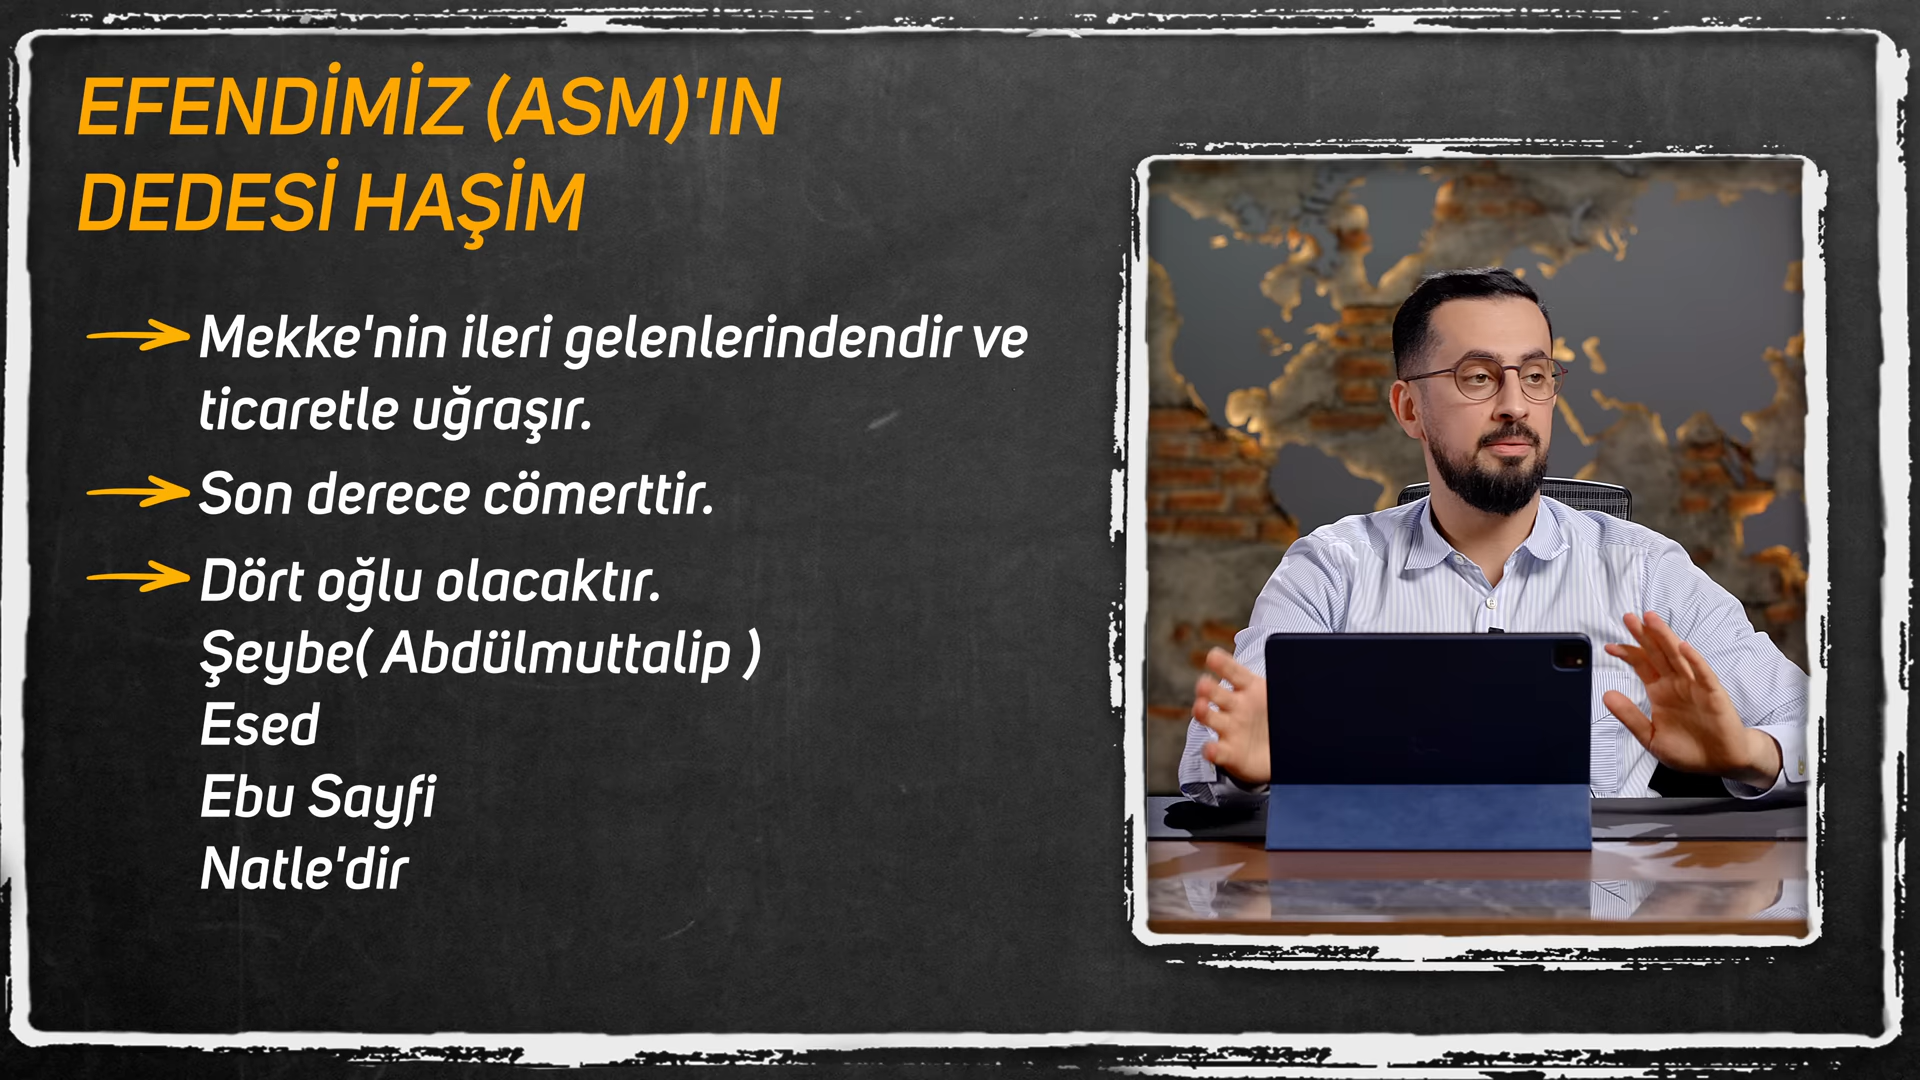 EFENDİMİZ (ASM)'IN
DEDESİ HAŞİM
Mekke'nin ileri gelenlerindendir ve
ticaretle uğraşır.
Son derece cömerttir.
Dört oğlu olacaktır.
Şeybe( Abdülmuttalip )
Esed
Ebu Sayfi
Natle'dir